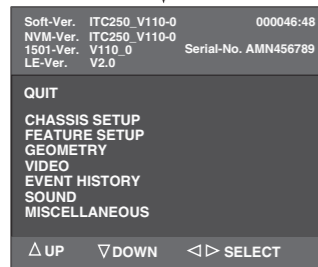 Soft-Ver. ITC250_V110-0 000046:48
NVM-Ver. ITC250_V110-0
1501-Ver. V110_0 Serial-No. AMN456789
LE-Ver. V2.0
QUIT
CHASSIS SETUP
FEATURE SETUP
GEOMETRY
VIDEO
EVENT HISTORY
SOUND
MISCELLANEOUS
△ UP ▽ DOWN ◁ ▷ SELECT